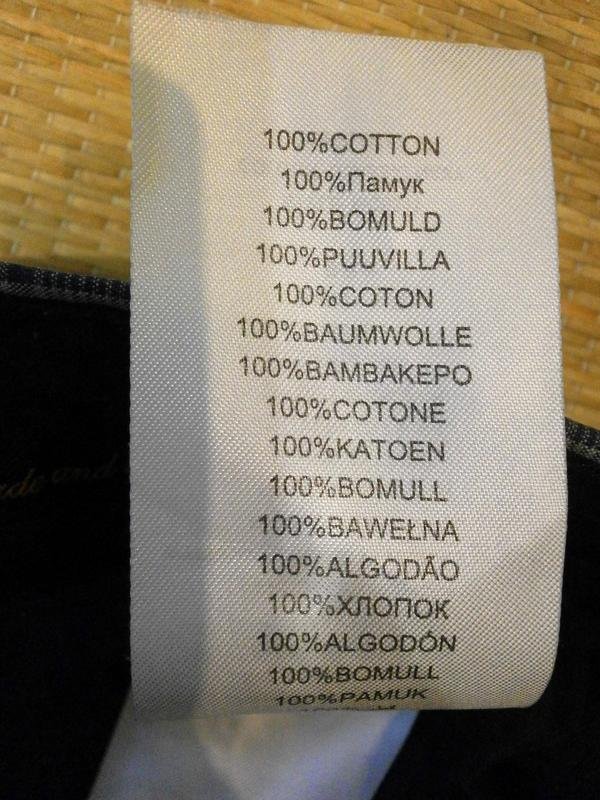 100%COTTON
100%Памук
100%BOMULD
100%PUUVILLA
100%COTON
100%BAUMWOLLE
100%BAMBAKEPO
100%COTONE
100%KATOEN
100%BOMULL
100%BAWEŁNA
100%ALGODÃO
100%ХЛОПОК
100%ALGODÓN
100%BOMULL
100%PAMUK
and